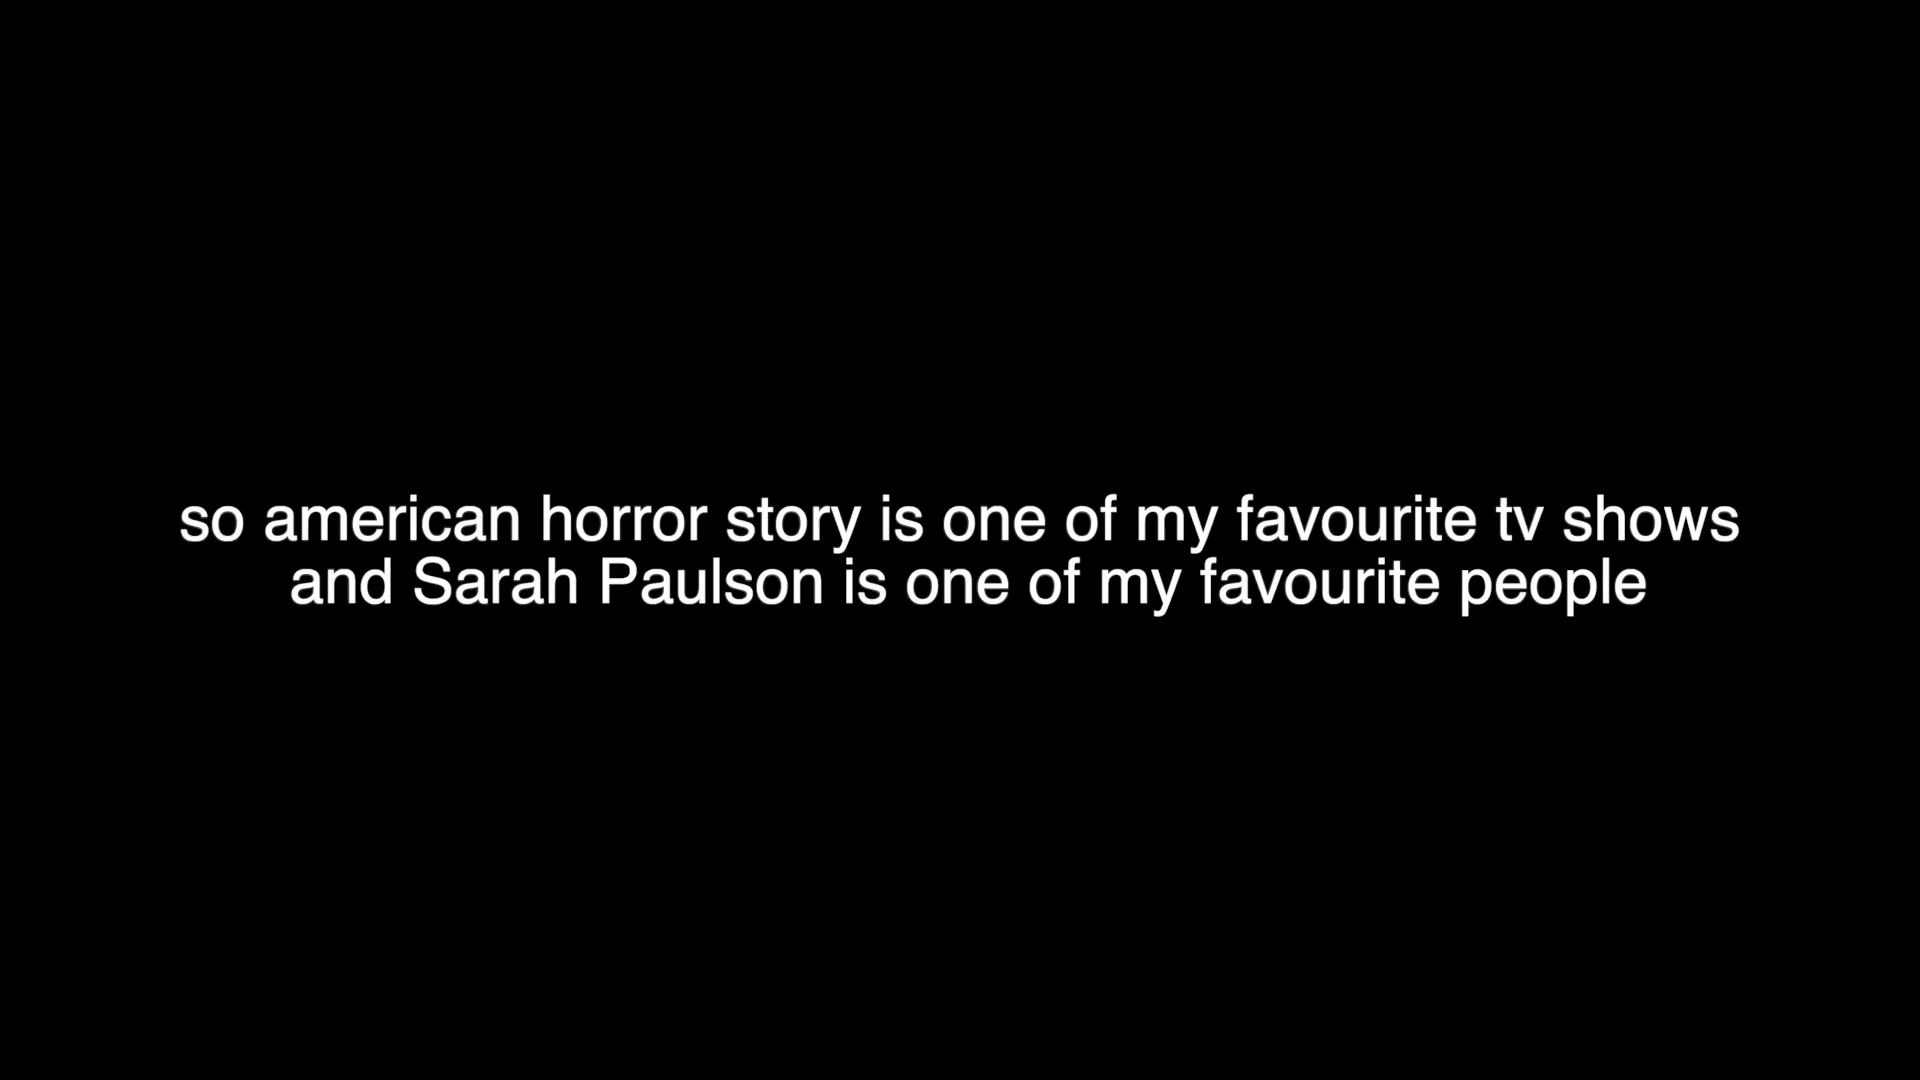 so american horror story is one of my favourite tv shows
and Sarah Paulson is one of my favourite people